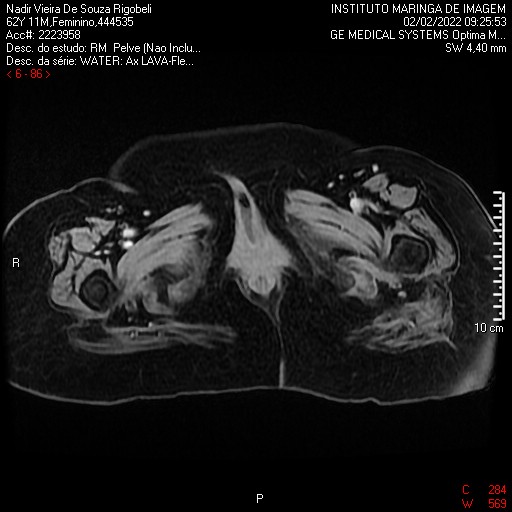 Nadir Vieira De Souza Rigobeli
62Y 11M,Feminino,444535
Acc#: 2223958
Desc. do estudo: RM  Pelve (Nao Inclu...
Desc. da série: WATER: Ax LAVA-Fle...
< 6 - 86 >
INSTITUTO MARINGA DE IMAGEM
02/02/2022 09:25:53
GE MEDICAL SYSTEMS Optima M...
SW 4,40 mm
R
10 cm
P
C 284
W 569